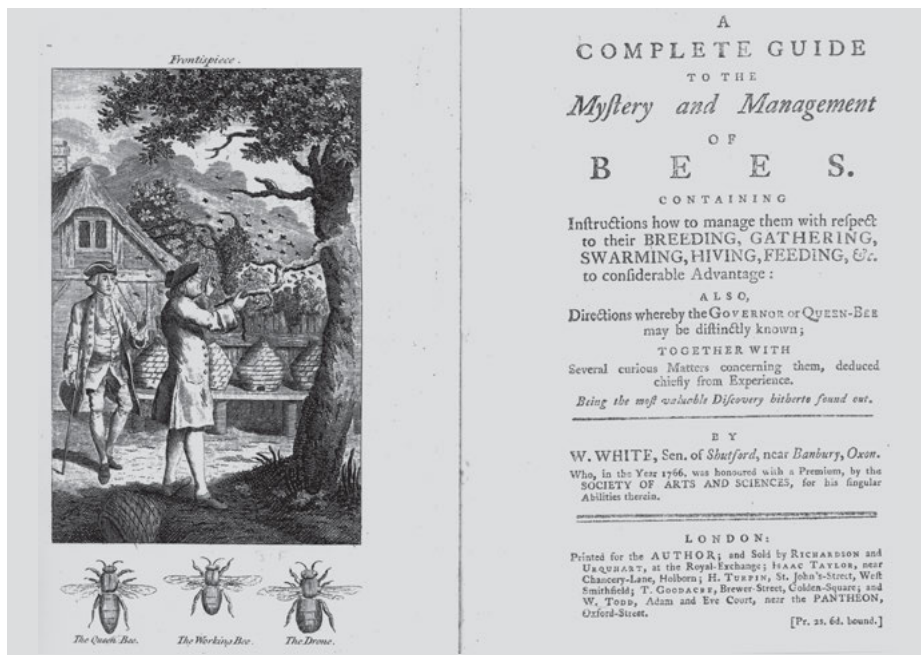 Frontispiece.
The Queen Bee.
The Working Bee.
The Drone.
A
COMPLETE GUIDE
TO THE
Myſtery and Management
OF
BEES.
CONTAINING
Inſtructions how to manage them with reſpect
to their BREEDING, GATHERING,
SWARMING, HIVING, FEEDING, &c.
to conſiderable Advantage:
ALSO,
Directions whereby the GOVERNOR or QUEEN-BEE
may be diſtinctly known;
TOGETHER WITH
Several curious Matters concerning them, deduced
chiefly from Experience.
Being the moſt valuable Diſcovery hitherto found out.
BY
W. WHITE, Sen. of Shutford, near Banbury, Oxon.
Who, in the Year 1766. was honoured with a Premium, by the
SOCIETY OF ARTS AND SCIENCES, for his ſingular
Abilities therein.
LONDON:
Printed for the AUTHOR; and Sold by RICHARDSON and
URQUHART, at the Royal-Exchange; ISAAC TAYLOR, near
Chancery-Lane, Holborn; H. TURPIN, St. John's-Street, Weſt
Smithfield; T. GOODACRE, Brewer-Street, Golden-Square; and
W. TODD, Adam and Eve Court, near the PANTHEON,
Oxford-Street.
[Pr. 2s. 6d. bound.]